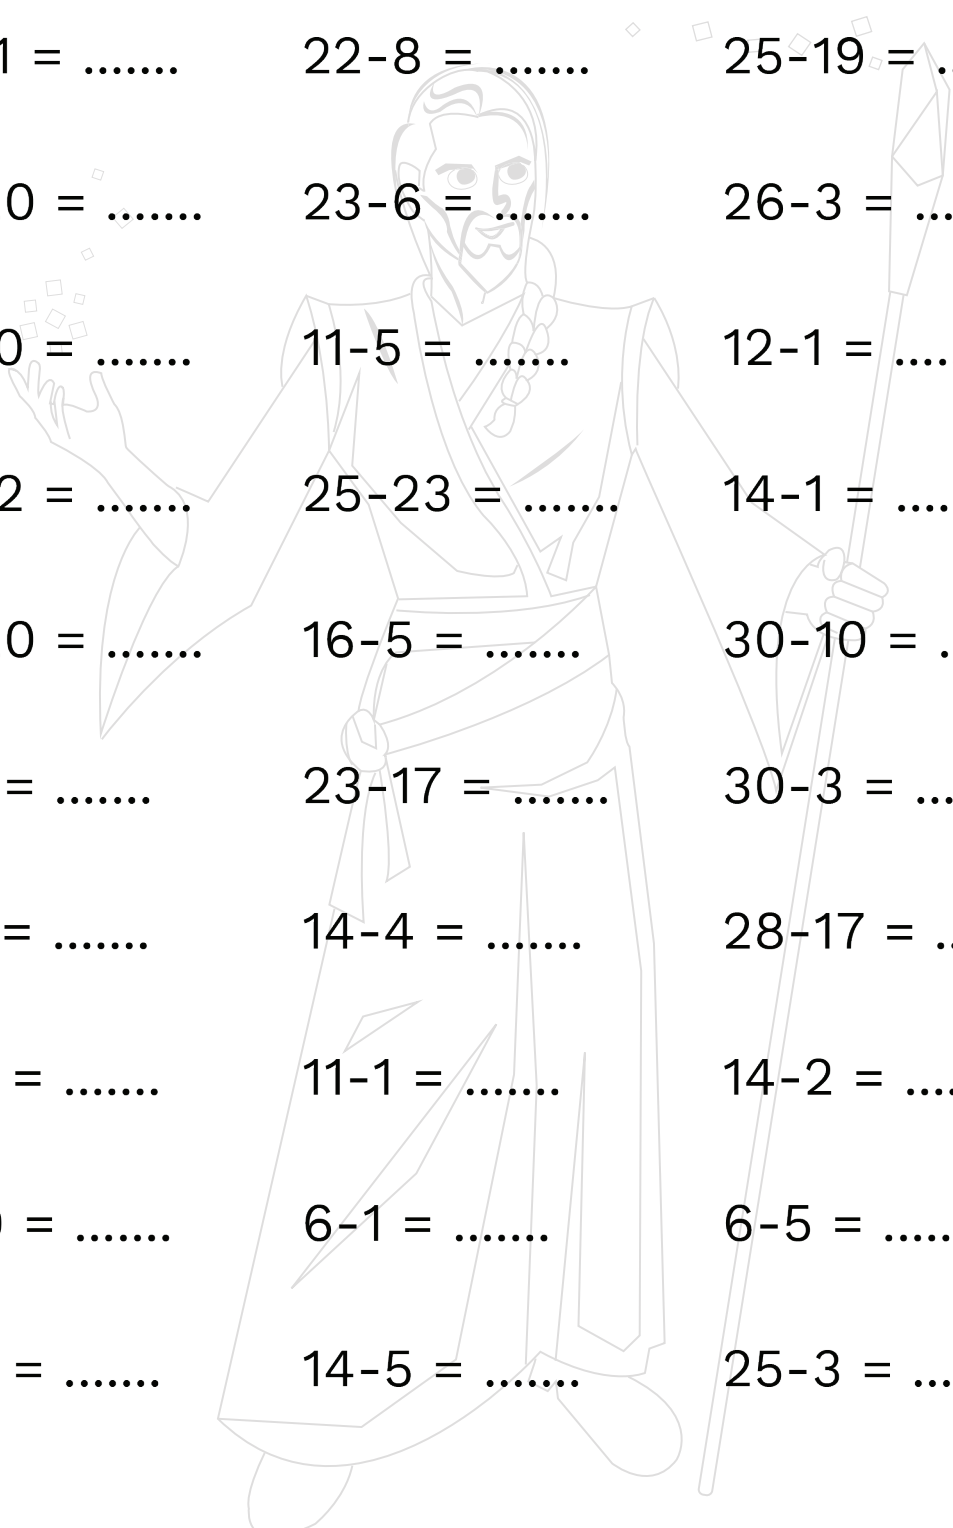 1 = ....... 22-8 = ....... 25-19 = ..
0 = ....... 23-6 = ....... 26-3 = ...
0 = ....... 11-5 = ....... 12-1 = ....
2 = ....... 25-23 = ....... 14-1 = ....
0 = ....... 16-5 = ....... 30-10 = .
= ....... 23-17 = ....... 30-3 = ...
= ....... 14-4 = ....... 28-17 = ..
= ....... 11-1 = ....... 14-2 = ....
= ....... 6-1 = ....... 6-5 = .....
= ....... 14-5 = ....... 25-3 = ...